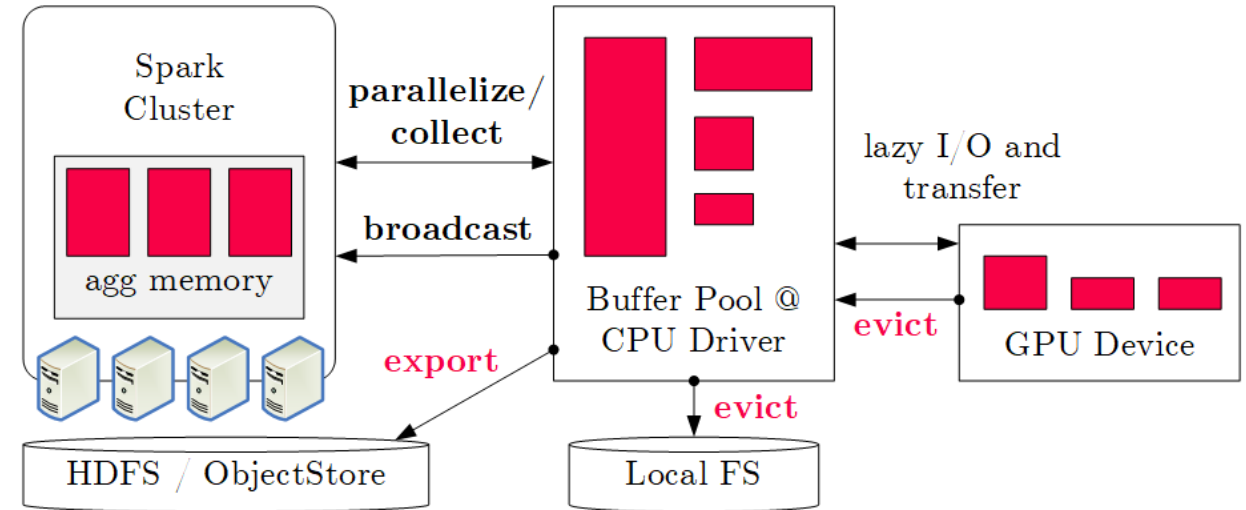 Spark
Cluster
agg memory
parallelize/
collect
broadcast
export
Buffer Pool @
CPU Driver
evict
lazy I/O and
transfer
evict
GPU Device
HDFS / ObjectStore
Local FS